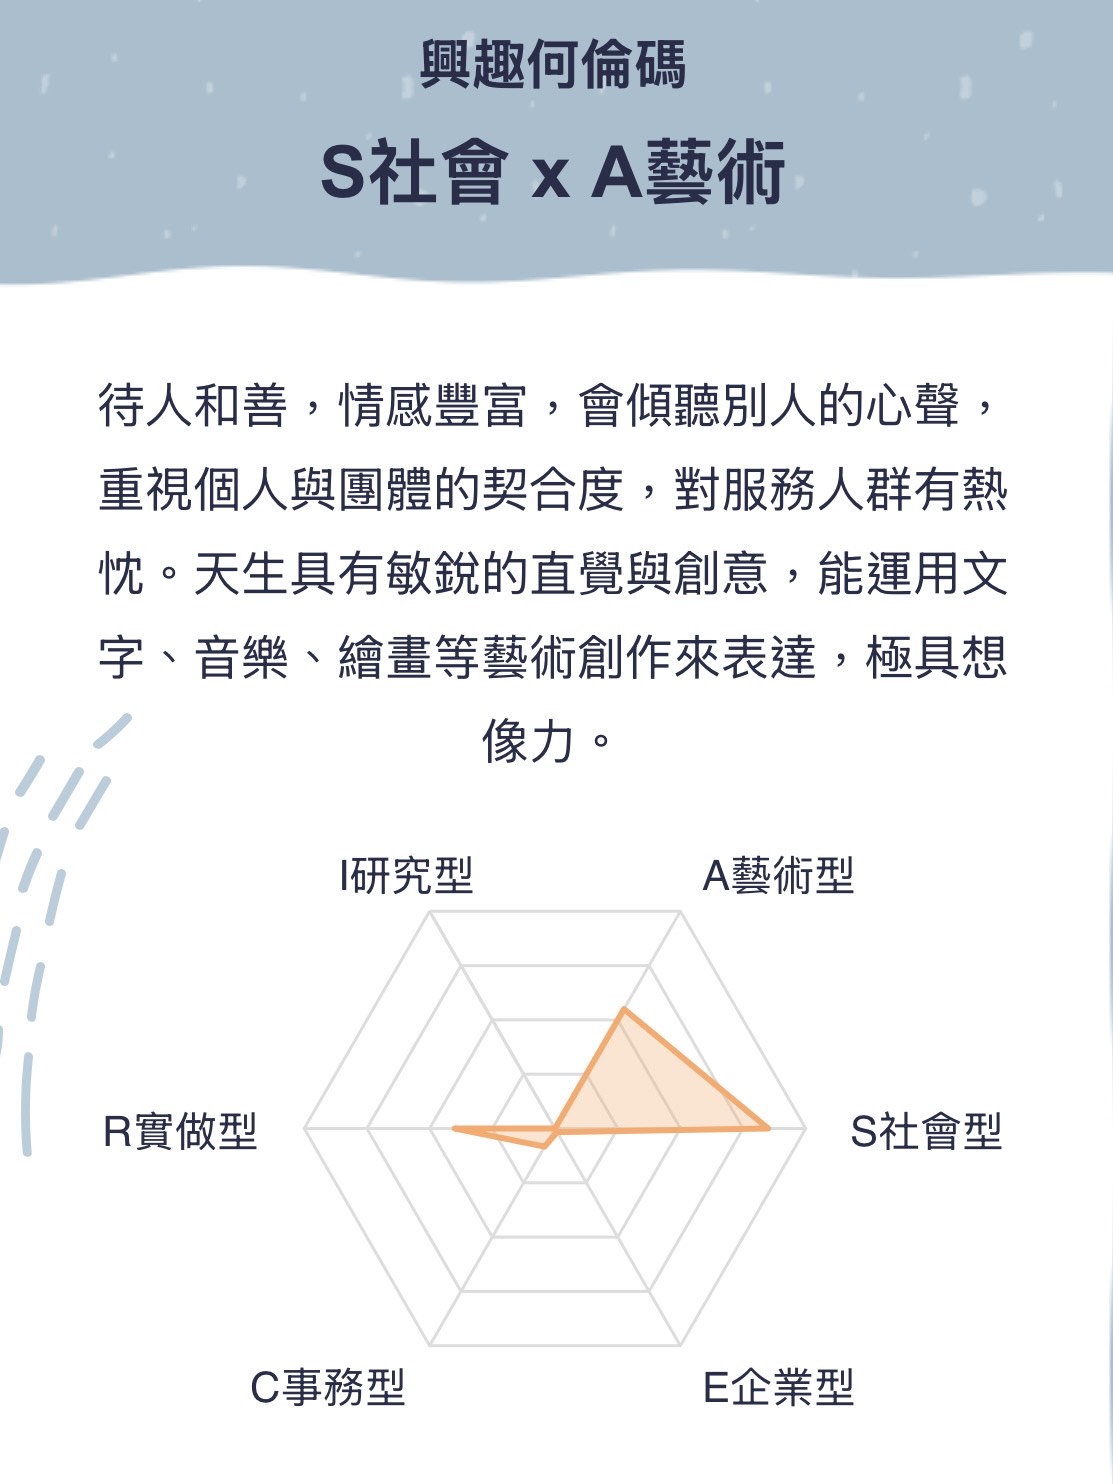 興趣何倫碼
S社會 x A藝術
待人和善，情感豐富，會傾聽別人的心聲，
重視個人與團體的契合度，對服務人群有熱
忱。天生具有敏銳的直覺與創意，能運用文
字、音樂、繪畫等藝術創作來表達，極具想
像力。
I研究型
A藝術型
R實做型
S社會型
C事務型
E企業型